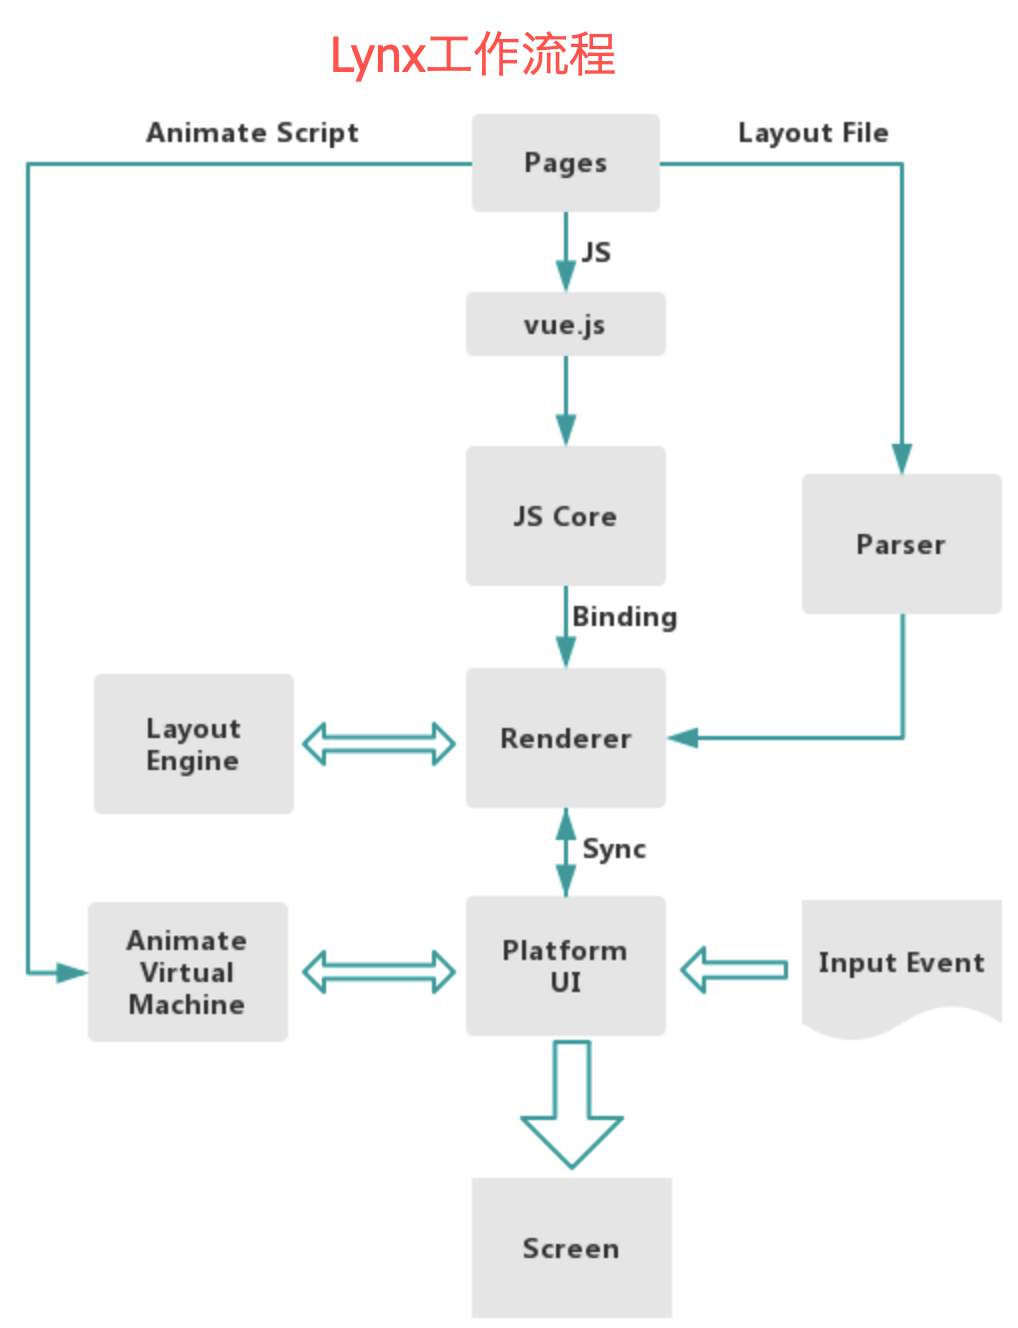 Lynx工作流程
Animate Script
Pages
Layout File
JS
vue.js
JS Core
Parser
Binding
Layout
Engine
Renderer
Sync
Animate
Virtual
Machine
Platform
UI
Input Event
Screen